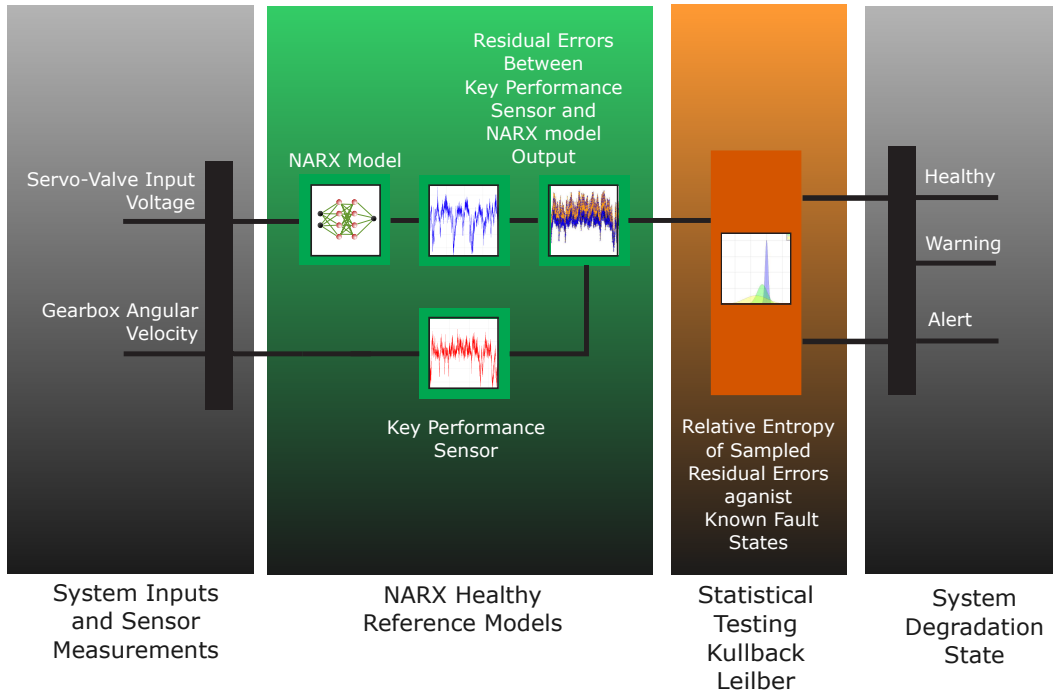 Servo-Valve Input
Voltage
Gearbox Angular
Velocity
System Inputs
and Sensor
Measurements
NARX Model
Residual Errors
Between
Key Performance
Sensor and
NARX model
Output
Key Performance
Sensor
NARX Healthy
Reference Models
Relative Entropy
of Sampled
Residual Errors
aganist
Known Fault
States
Statistical
Testing
Kullback
Leilber
Healthy
Warning
Alert
System
Degradation
State